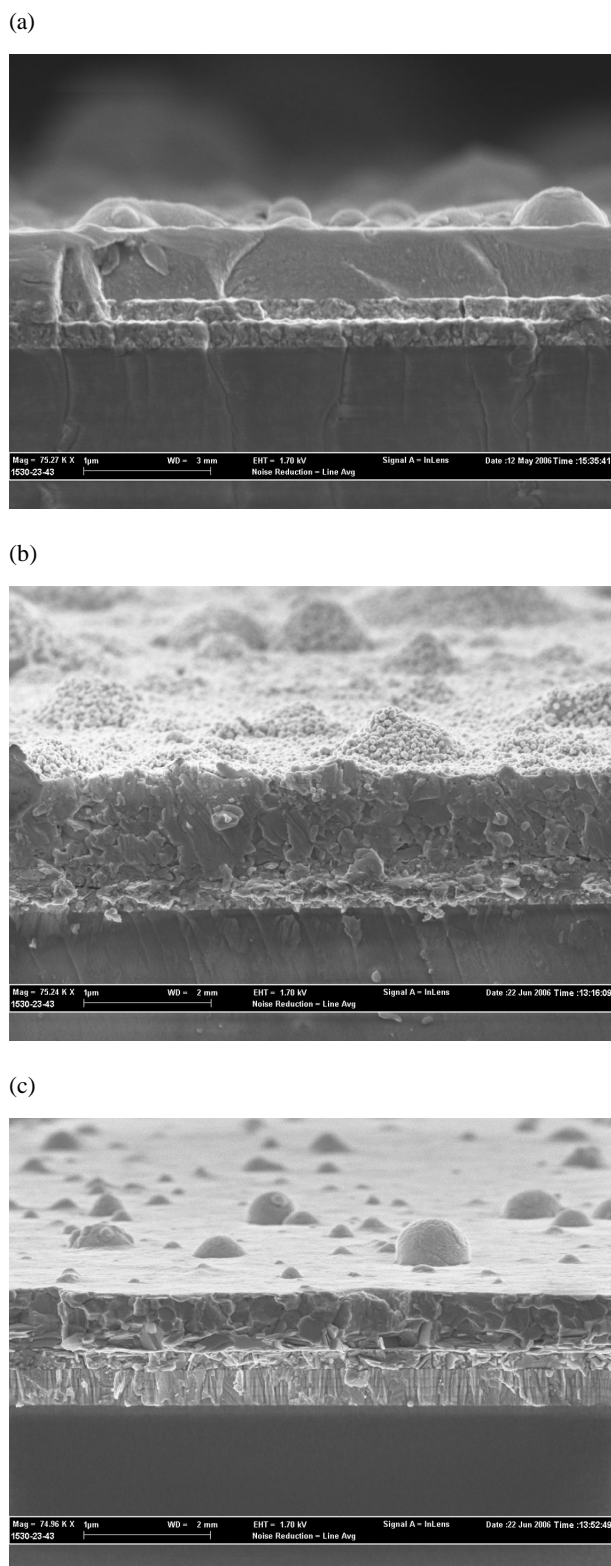 (a)
Mag = 75.27 K X 1µm WD = 3 mm EHT = 1.70 kV Signal A = InLens Date :12 May 2006 Time :15:35:41
1530-23-43 Noise Reduction = Line Avg
(b)
Mag = 75.24 K X 1µm WD = 2 mm EHT = 1.70 kV Signal A = InLens Date :22 Jun 2006 Time :13:16:09
1530-23-43 Noise Reduction = Line Avg
(c)
Mag = 74.96 K X 1µm WD = 2 mm EHT = 1.70 kV Signal A = InLens Date :22 Jun 2006 Time :13:52:49
1530-23-43 Noise Reduction = Line Avg